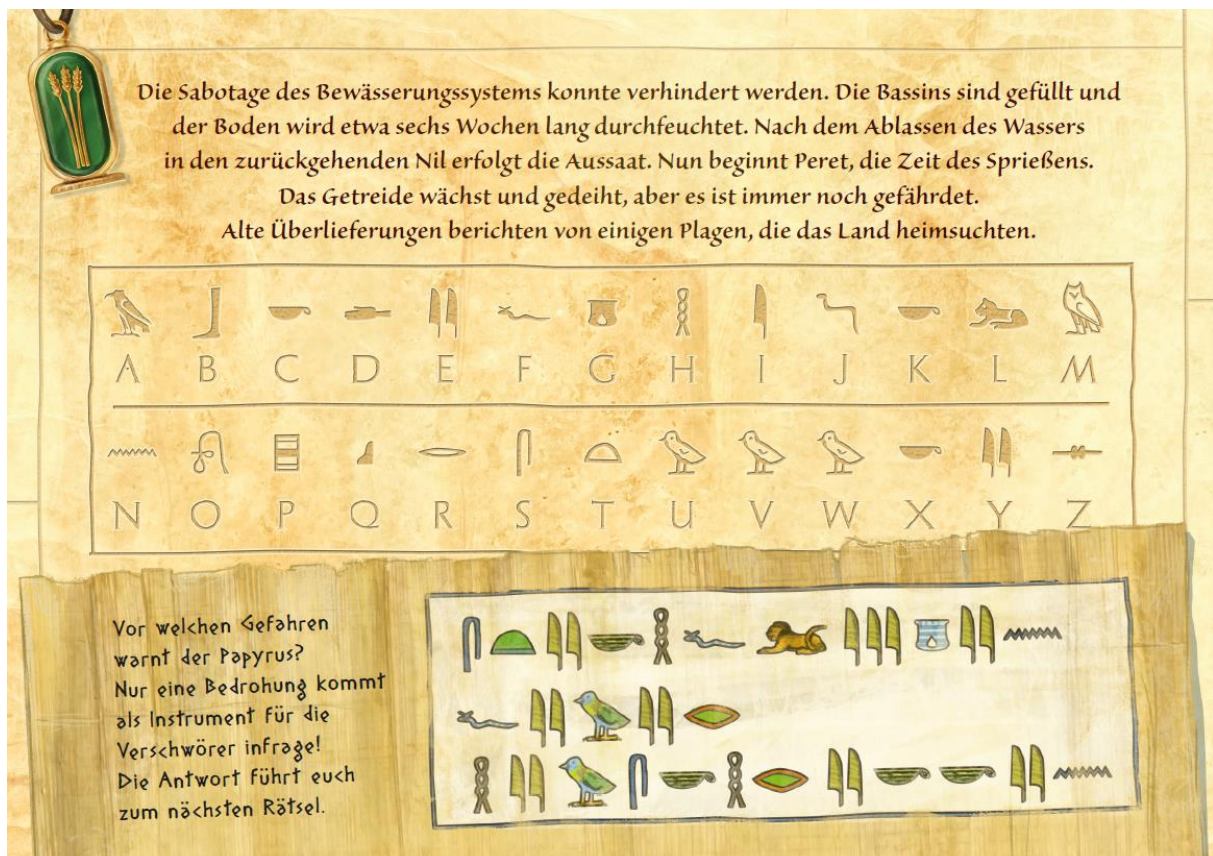 Die Sabotage des Bewässerungssystems konnte verhindert werden. Die Bassins sind gefüllt und
der Boden wird etwa sechs Wochen lang durchfeuchtet. Nach dem Ablassen des Wassers
in den zurückgehenden Nil erfolgt die Aussaat. Nun beginnt Peret, die Zeit des Sprießens.
Das Getreide wächst und gedeiht, aber es ist immer noch gefährdet.
Alte Überlieferungen berichten von einigen Plagen, die das Land heimsuchten.
A B C D E F G H I J K L M
N O P Q R S T U V W X Y Z
Vor welchen Gefahren
warnt der Papyrus?
Nur eine Bedrohung kommt
als Instrument für die
Verschwörer infrage!
Die Antwort führt euch
zum nächsten Rätsel.